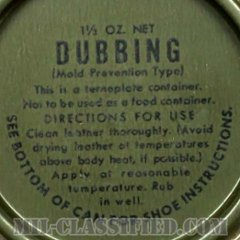 1½ OZ. NET
DUBBING
(Mold Prevention Type)
This is a terneplate container.
Not to be used as a food container.
DIRECTIONS FOR USE
Clean leather thoroughly. (Avoid
drying leather at temperatures
above body heat, if possible.)
Apply at reasonable
temperature. Rub
in well.
SEE BOTTOM OF CAN FOR SHOE INSTRUCTIONS.
MIL-CLASSIC.COM